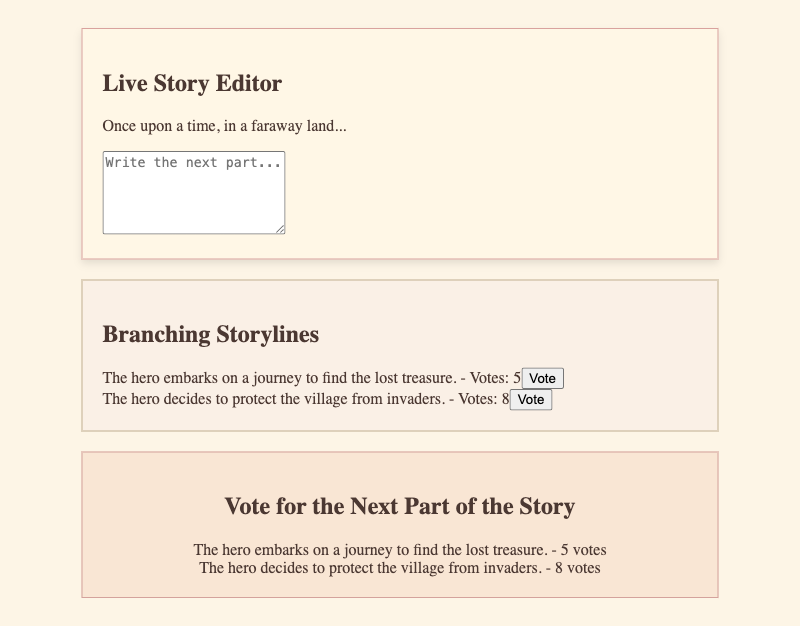 Live Story Editor
Once upon a time, in a faraway land...
Write the next part...
Branching Storylines
The hero embarks on a journey to find the lost treasure. - Votes: 5 Vote
The hero decides to protect the village from invaders. - Votes: 8 Vote
Vote for the Next Part of the Story
The hero embarks on a journey to find the lost treasure. - 5 votes
The hero decides to protect the village from invaders. - 8 votes